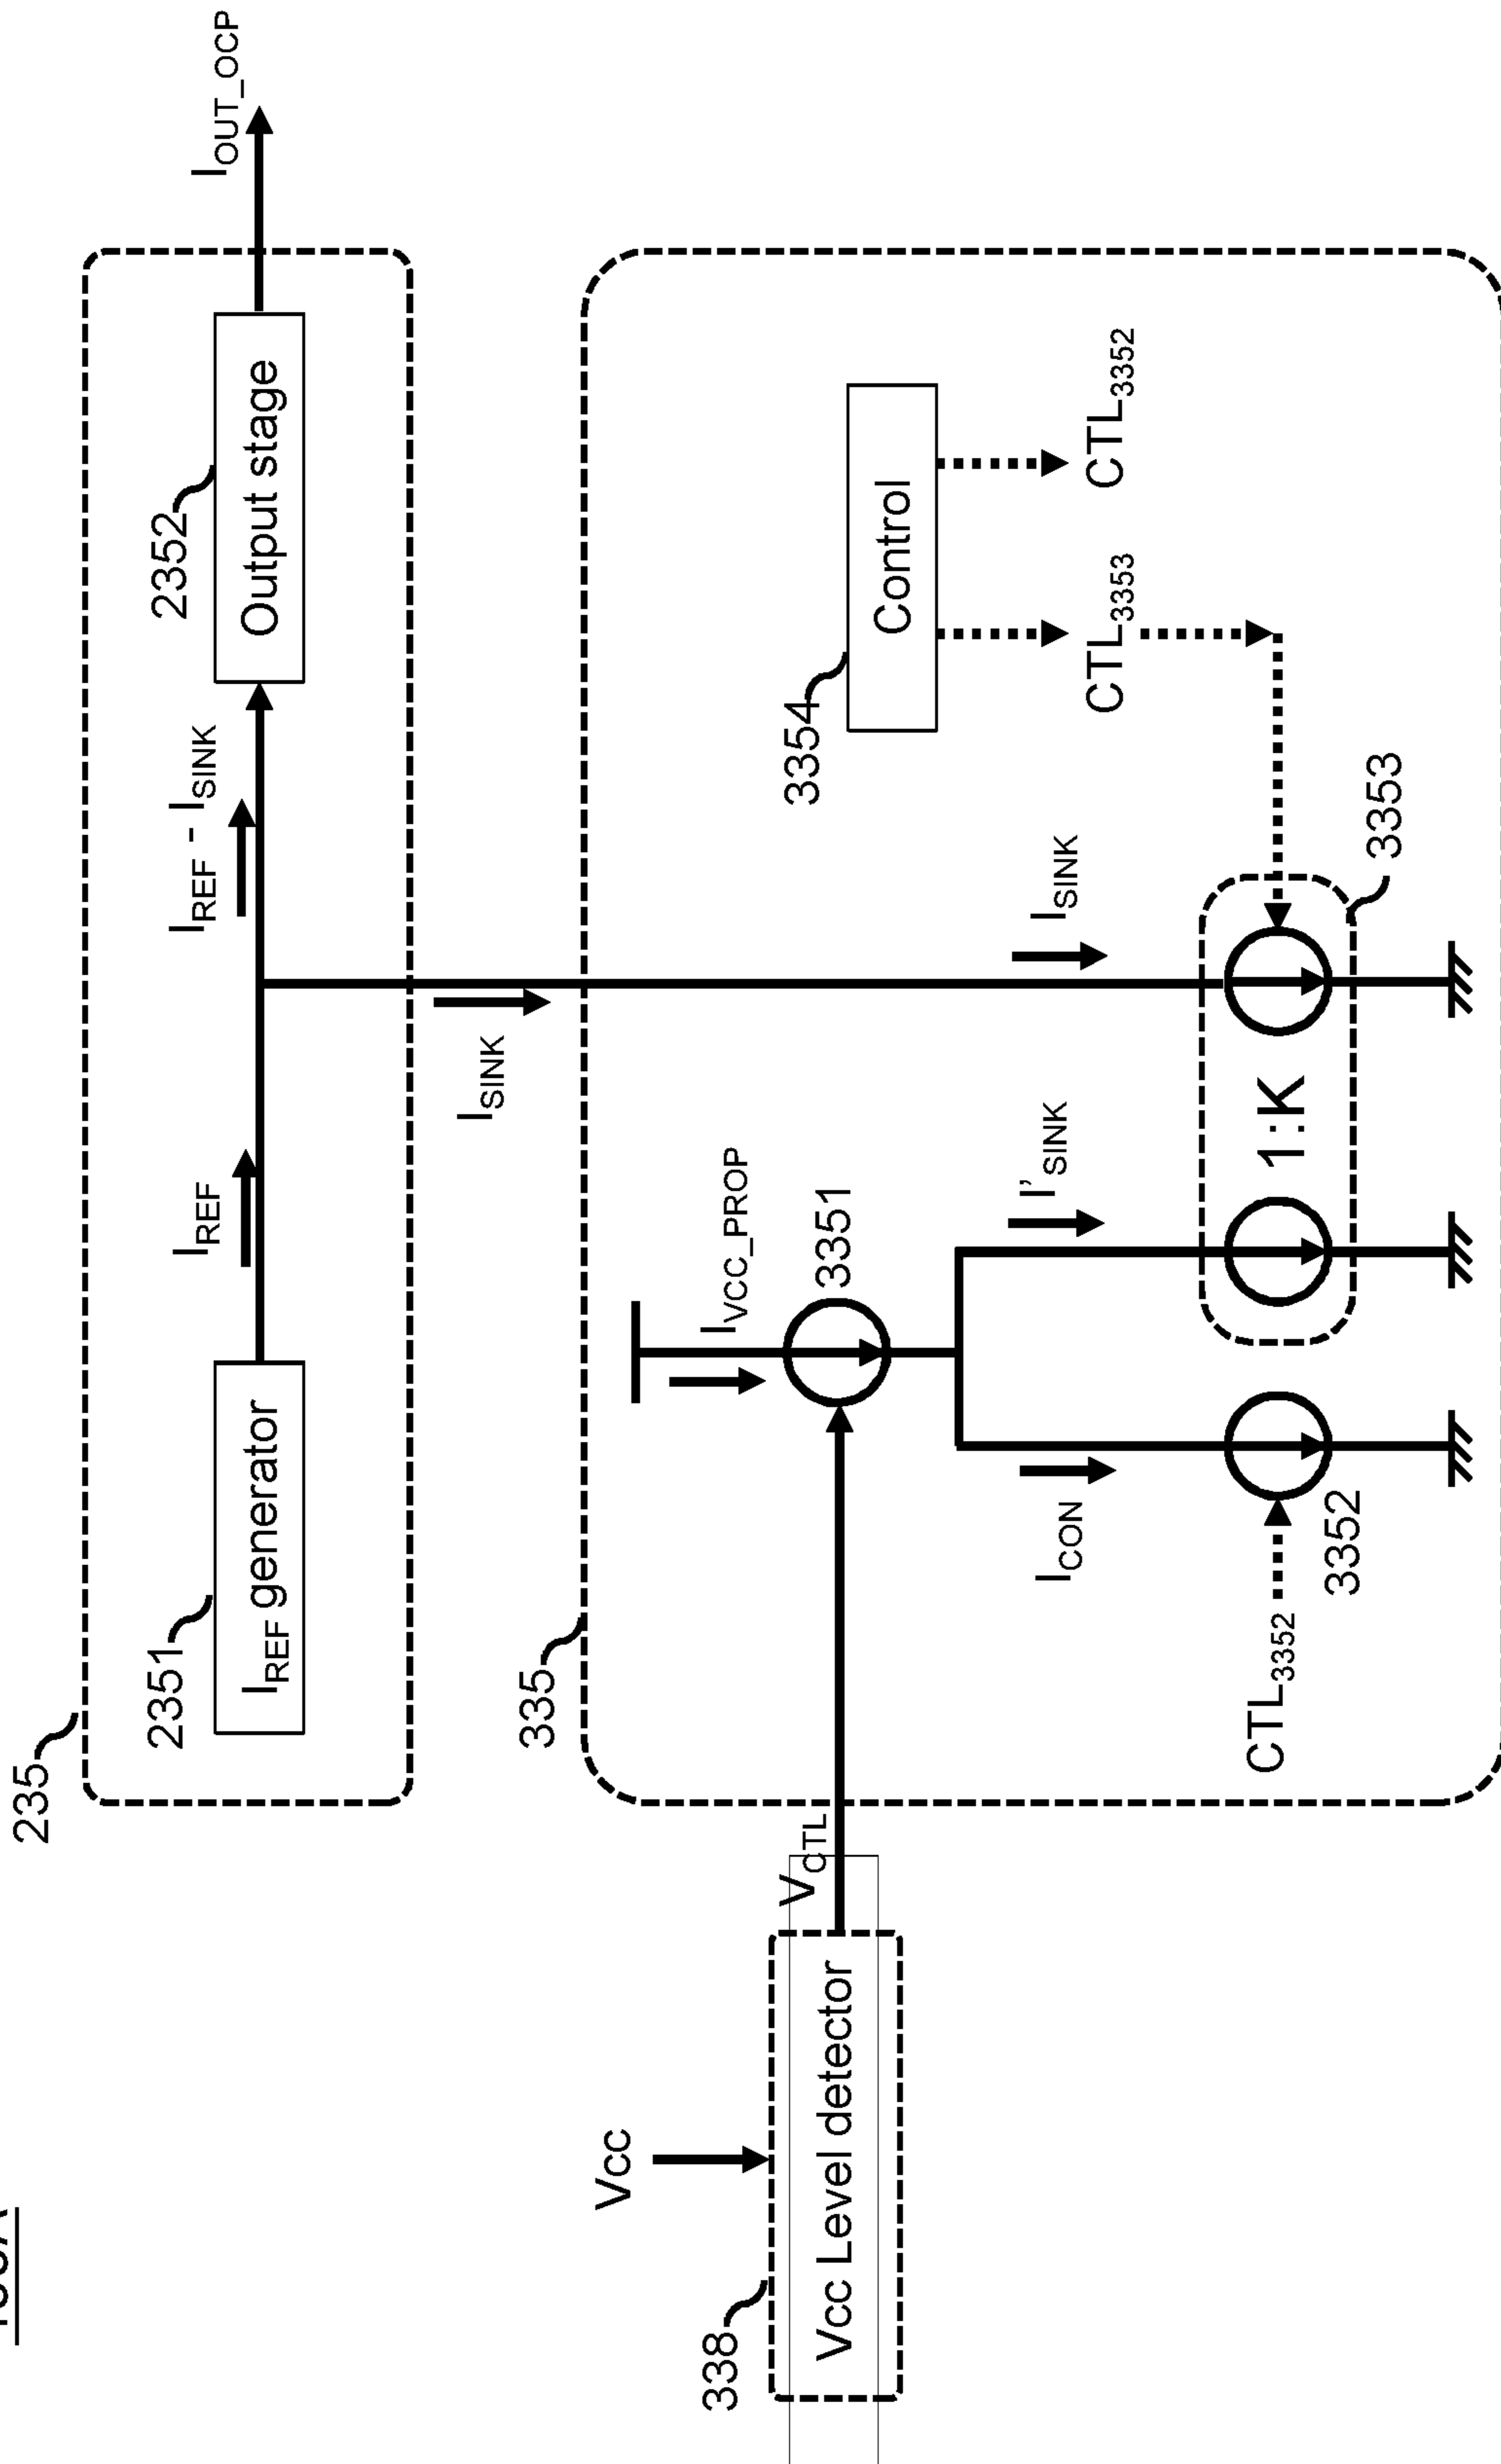 235
2351
I_REF generator
I_REF
I_REF - I_SINK
2352
Output stage
I_OUT_OCP
I_SINK
335
338
Vcc
Vcc Level detector
V_CTL
I_VCC_PROP
3351
I_CON
I'_SINK
I_SINK
CTL_3352
3352
1:K
3353
3354
Control
CTL_3353
CTL_3352